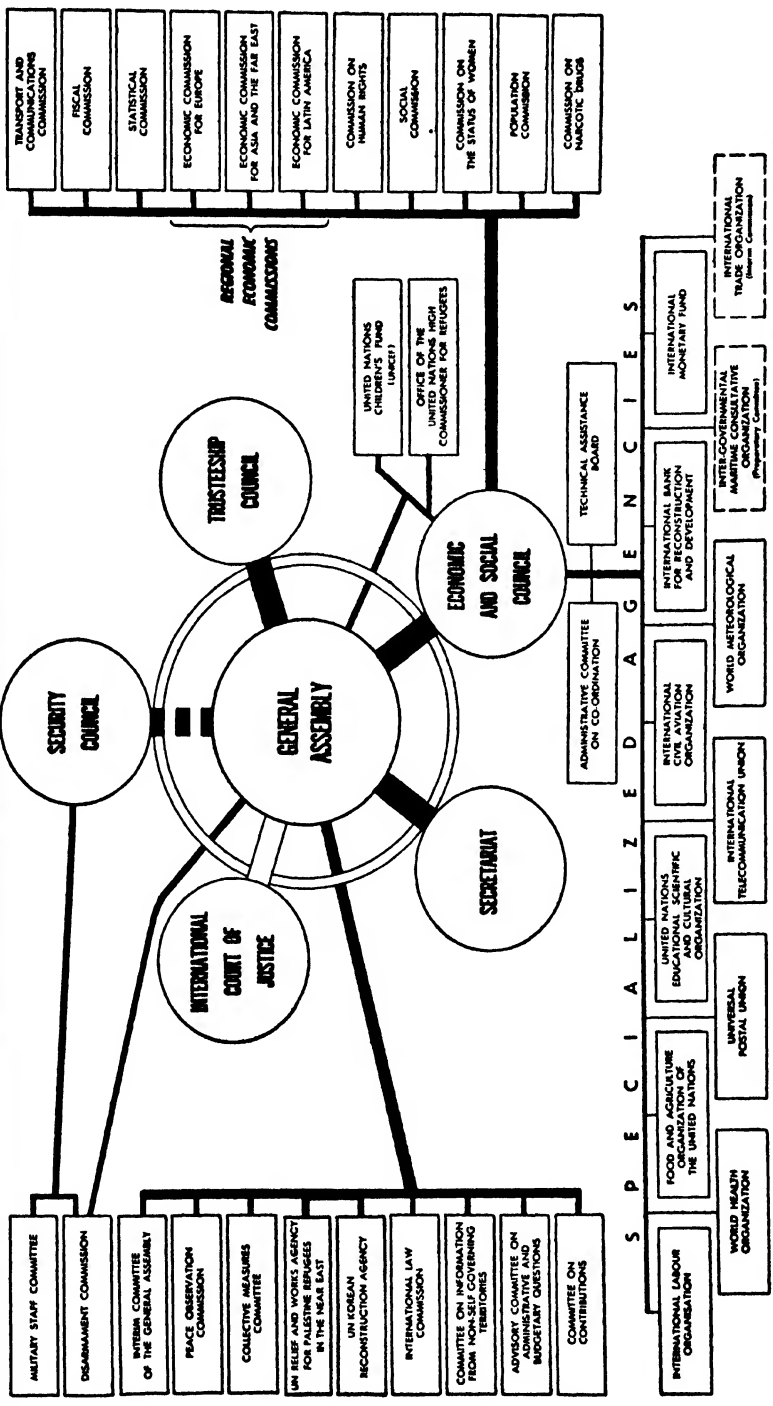 SECURITY
COUNCIL
INTERNATIONAL
COURT OF
JUSTICE
GENERAL
ASSEMBLY
TRUSTEESHIP
COUNCIL
SECRETARIAT
ECONOMIC
AND SOCIAL
COUNCIL
MILITARY STAFF COMMITTEE
DISARMAMENT COMMISSION
INTERIM COMMITTEE
OF THE GENERAL ASSEMBLY
PEACE OBSERVATION
COMMISSION
COLLECTIVE MEASURES
COMMITTEE
UN RELIEF AND WORKS AGENCY
FOR PALESTINE REFUGEES
IN THE NEAR EAST
UN KOREAN
RECONSTRUCTION AGENCY
INTERNATIONAL LAW
COMMISSION
COMMITTEE ON INFORMATION
FROM NON-SELF GOVERNING
TERRITORIES
ADVISORY COMMITTEE ON
ADMINISTRATIVE AND
BUDGETARY QUESTIONS
COMMITTEE ON
CONTRIBUTIONS
TRANSPORT AND
COMMUNICATIONS
COMMISSION
FISCAL
COMMISSION
STATISTICAL
COMMISSION
ECONOMIC COMMISSION
FOR EUROPE
ECONOMIC COMMISSION
FOR ASIA AND THE FAR EAST
ECONOMIC COMMISSION
FOR LATIN AMERICA
COMMISSION ON
HUMAN RIGHTS
SOCIAL
COMMISSION
COMMISSION ON
THE STATUS OF WOMEN
POPULATION
COMMISSION
COMMISSION ON
NARCOTIC DRUGS
REGIONAL
ECONOMIC
COMMISSIONS
UNITED NATIONS
CHILDREN'S FUND
(UNICEF)
OFFICE OF THE
UNITED NATIONS HIGH
COMMISSIONER FOR REFUGEES
ADMINISTRATIVE COMMITTEE
ON CO-ORDINATION
TECHNICAL ASSISTANCE
BOARD
SPECIALIZED AGENCIES
INTERNATIONAL LABOUR
ORGANISATION
FOOD AND AGRICULTURE
ORGANIZATION OF
THE UNITED NATIONS
UNITED NATIONS
EDUCATIONAL SCIENTIFIC
AND CULTURAL
ORGANIZATION
INTERNATIONAL
CIVIL AVIATION
ORGANIZATION
INTERNATIONAL BANK
FOR RECONSTRUCTION
AND DEVELOPMENT
INTERNATIONAL
MONETARY FUND
WORLD HEALTH
ORGANIZATION
UNIVERSAL
POSTAL UNION
INTERNATIONAL
TELECOMMUNICATION UNION
WORLD METEOROLOGICAL
ORGANIZATION
INTER-GOVERNMENTAL
MARITIME CONSULTATIVE
ORGANIZATION
(Preparatory Committee)
INTERNATIONAL
TRADE ORGANIZATION
(Interim Commission)